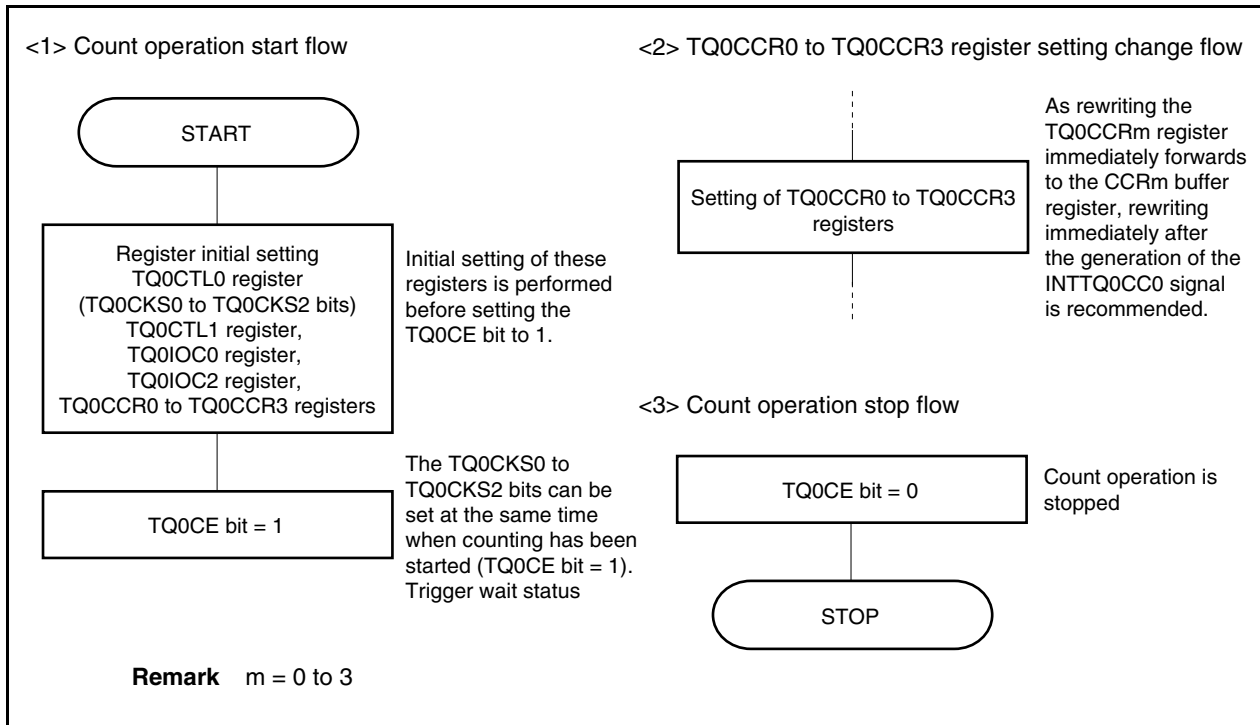 <1> Count operation start flow
START
Register initial setting
TQ0CTL0 register
(TQ0CKS0 to TQ0CKS2 bits)
TQ0CTL1 register,
TQ0IOC0 register,
TQ0IOC2 register,
TQ0CCR0 to TQ0CCR3 registers
Initial setting of these
registers is performed
before setting the
TQ0CE bit to 1.
TQ0CE bit = 1
The TQ0CKS0 to
TQ0CKS2 bits can be
set at the same time
when counting has been
started (TQ0CE bit = 1).
Trigger wait status
<2> TQ0CCR0 to TQ0CCR3 register setting change flow
Setting of TQ0CCR0 to TQ0CCR3
registers
As rewriting the
TQ0CCRm register
immediately forwards
to the CCRm buffer
register, rewriting
immediately after
the generation of the
INTTQ0CC0 signal
is recommended.
<3> Count operation stop flow
TQ0CE bit = 0
Count operation is
stopped
STOP
Remark m = 0 to 3